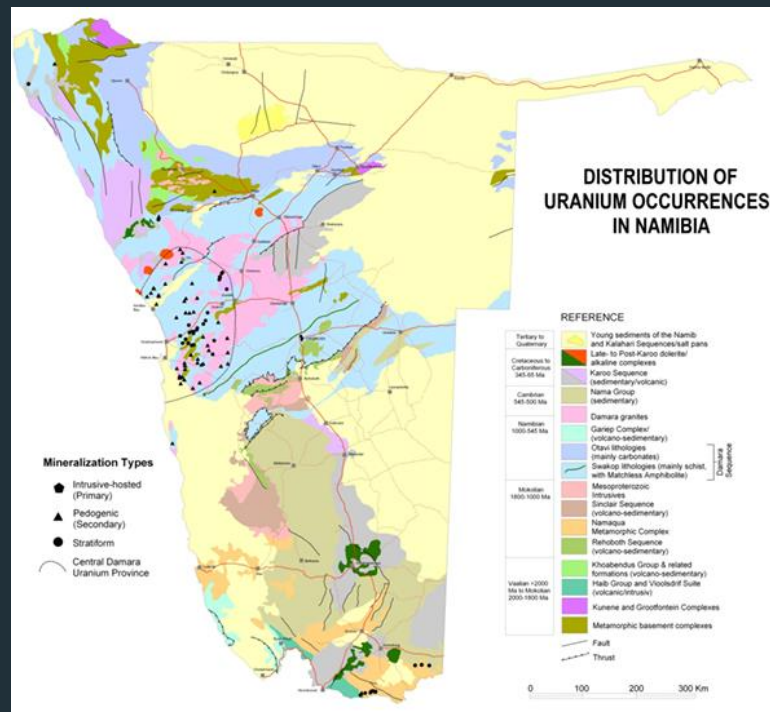 DISTRIBUTION OF
URANIUM OCCURRENCES
IN NAMIBIA
REFERENCE
Tertiary to
Quaternary
Young sediments of the Namib
and Kalahari Sequences/salt pans
Cretaceous to
Carboniferous
345-65 Ma
Late- to Post-Karoo dolerite/
alkaline complexes
Karoo Sequence
(sedimentary/volcanic)
Cambrian
545-500 Ma
Nama Group
(sedimentary)
Damara granites
Namibian
1000-545 Ma
Gariep Complex/
(volcano-sedimentary)
Otavi lithologies
(mainly carbonates)
Swakop lithologies (mainly schist,
with Matchless Amphibolite)
Damara
Sequence
Mokolian
1800-1000 Ma
Mesoproterozoic
Intrusives
Sinclair Sequence
(volcano-sedimentary)
Namaqua
Metamorphic Complex
Rehoboth Sequence
(volcano-sedimentary)
Vaalian >2000
Ma to Mokolian
2000-1800 Ma
Khoabendus Group & related
formations (volcano-sedimentary)
Haib Group and Vioolsdrif Suite
(volcanic/intrusiv)
Kunene and Grootfontein Complexes
Metamorphic basement complexes
Fault
Thrust
0 100 200 300 Km
Mineralization Types
Intrusive-hosted
(Primary)
Pedogenic
(Secondary)
Stratiform
Central Damara
Uranium Province